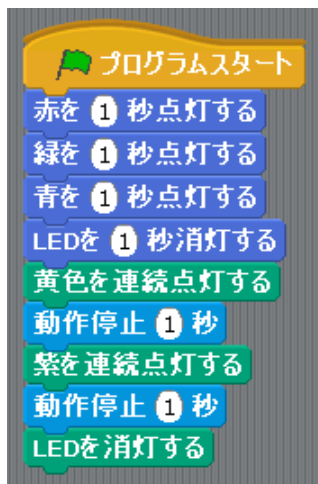 プログラムスタート
赤を 1 秒点灯する
緑を 1 秒点灯する
青を 1 秒点灯する
LEDを 1 秒消灯する
黄色を連続点灯する
動作停止 1 秒
紫を連続点灯する
動作停止 1 秒
LEDを消灯する